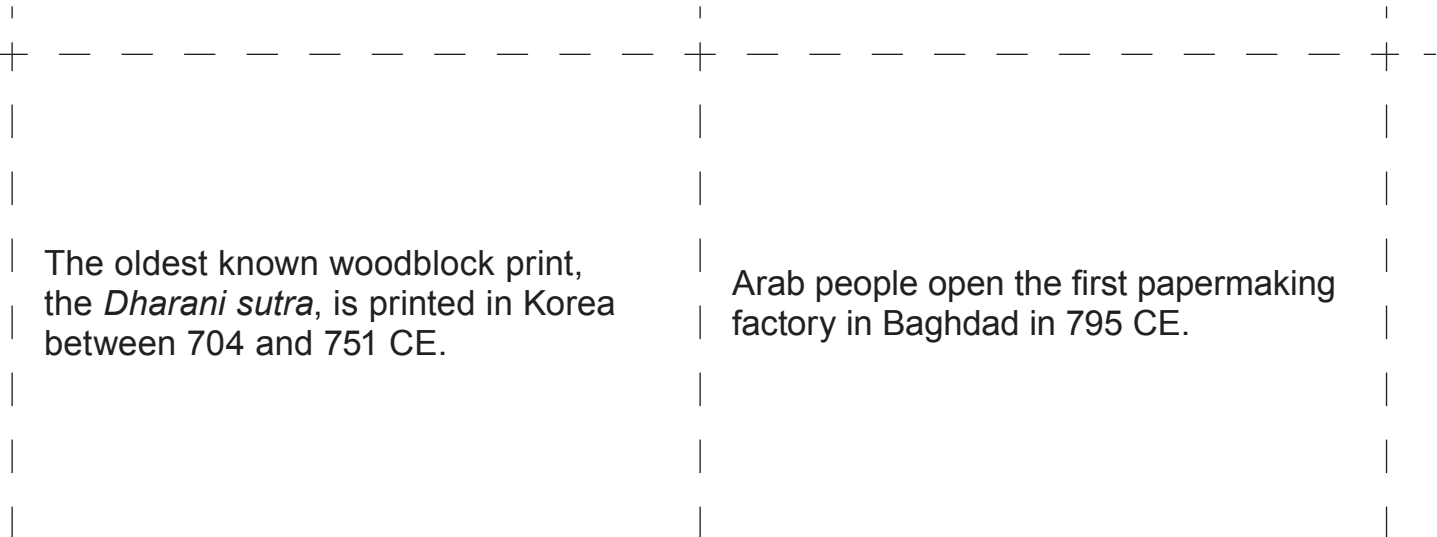 The oldest known woodblock print,
the Dharani sutra, is printed in Korea
between 704 and 751 CE.
Arab people open the first papermaking
factory in Baghdad in 795 CE.